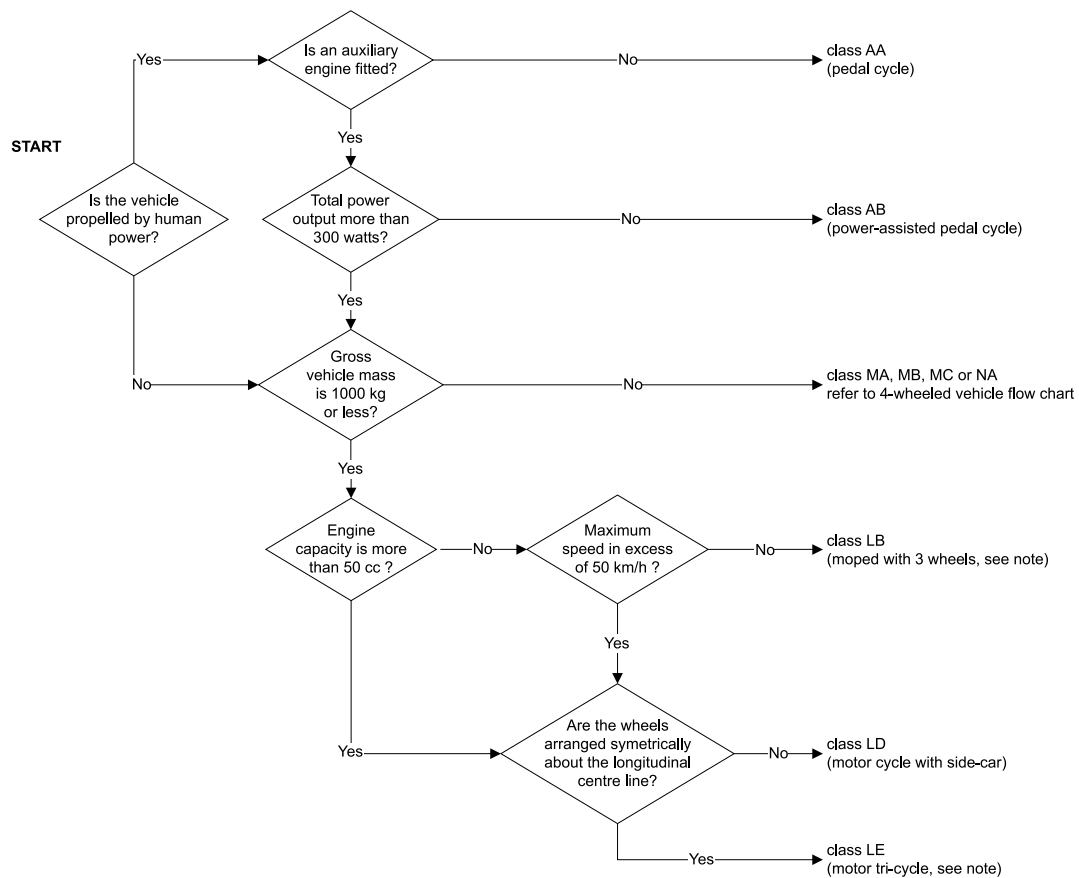 Is an auxiliary
engine fitted?
Yes
No
class AA
(pedal cycle)
Yes
START
Is the vehicle
propelled by human
power?
Total power
output more than
300 watts?
No
class AB
(power-assisted pedal cycle)
Yes
Gross
vehicle mass
is 1000 kg
or less?
No
No
class MA, MB, MC or NA
refer to 4-wheeled vehicle flow chart
Yes
Engine
capacity is more
than 50 cc ?
No
Maximum
speed in excess
of 50 km/h ?
No
class LB
(moped with 3 wheels, see note)
Yes
Are the wheels
arranged symetrically
about the longitudinal
centre line?
Yes
No
class LD
(motor cycle with side-car)
Yes
class LE
(motor tri-cycle, see note)